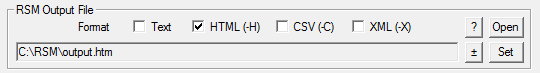 RSM Output File
Format Text HTML (-H) CSV (-C) XML (-X) ? Open
C:\RSM\output.htm ± Set